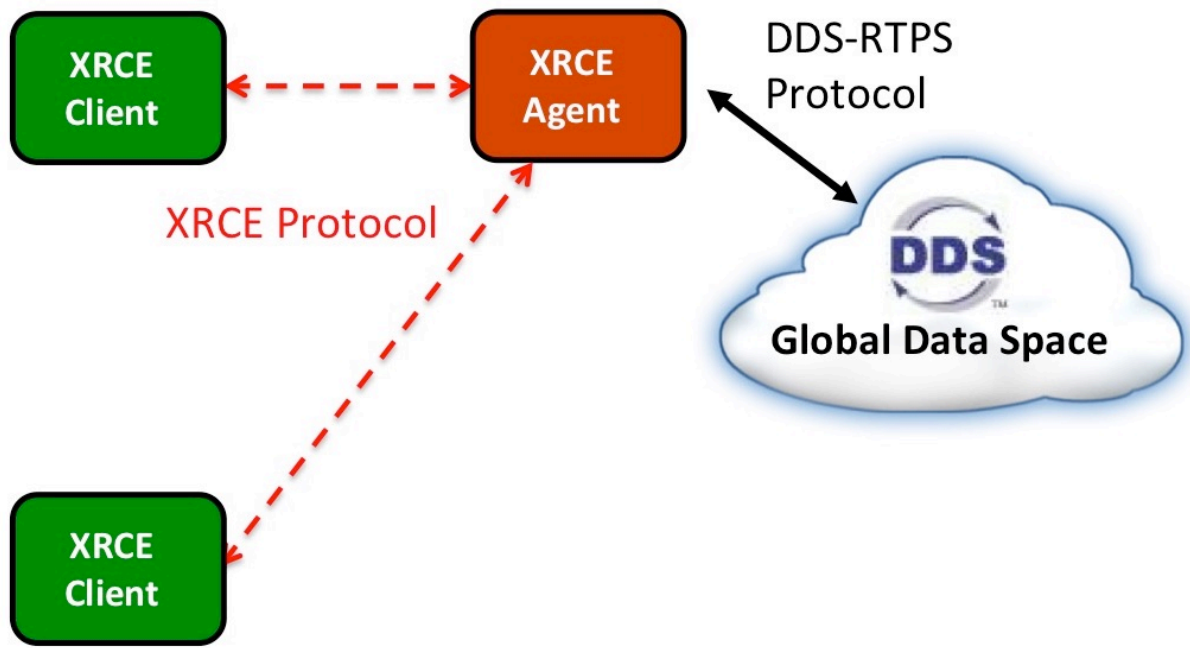 XRCE
Client
XRCE
Agent
DDS-RTPS
Protocol
XRCE Protocol
DDS
TM
Global Data Space
XRCE
Client